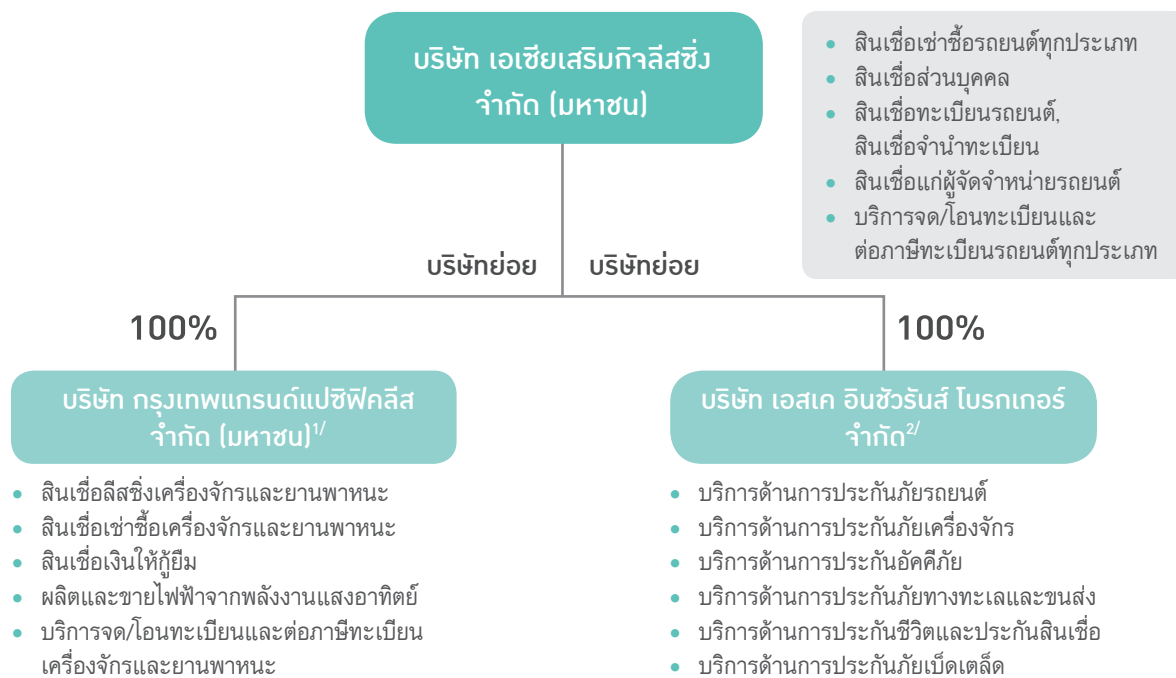 บริษัท เอเซียเสริมกิจลีสซิ่ง
จำกัด (มหาชน)
• สินเชื่อเช่าซื้อรถยนต์ทุกประเภท
• สินเชื่อส่วนบุคคล
• สินเชื่อทะเบียนรถยนต์,
สินเชื่อจำนำทะเบียน
• สินเชื่อแก่ผู้จัดจำหน่ายรถยนต์
• บริการจด/โอนทะเบียนและ
ต่อภาษีทะเบียนรถยนต์ทุกประเภท
บริษัทย่อย บริษัทย่อย
100%
100%
บริษัท กรุงเทพแกรนด์แปซิฟิคลีส
จำกัด (มหาชน)1/
• สินเชื่อลีสซิ่งเครื่องจักรและยานพาหนะ
• สินเชื่อเช่าซื้อเครื่องจักรและยานพาหนะ
• สินเชื่อเงินให้กู้ยืม
• ผลิตและขายไฟฟ้าจากพลังงานแสงอาทิตย์
• บริการจด/โอนทะเบียนและต่อภาษีทะเบียน
เครื่องจักรและยานพาหนะ
บริษัท เอสเค อินชัวรันส์ โบรกเกอร์
จำกัด2/
• บริการด้านการประกันภัยรถยนต์
• บริการด้านการประกันภัยเครื่องจักร
• บริการด้านการประกันอัคคีภัย
• บริการด้านการประกันภัยทางทะเลและขนส่ง
• บริการด้านการประกันชีวิตและประกันสินเชื่อ
• บริการด้านการประกันภัยเบ็ดเตล็ด